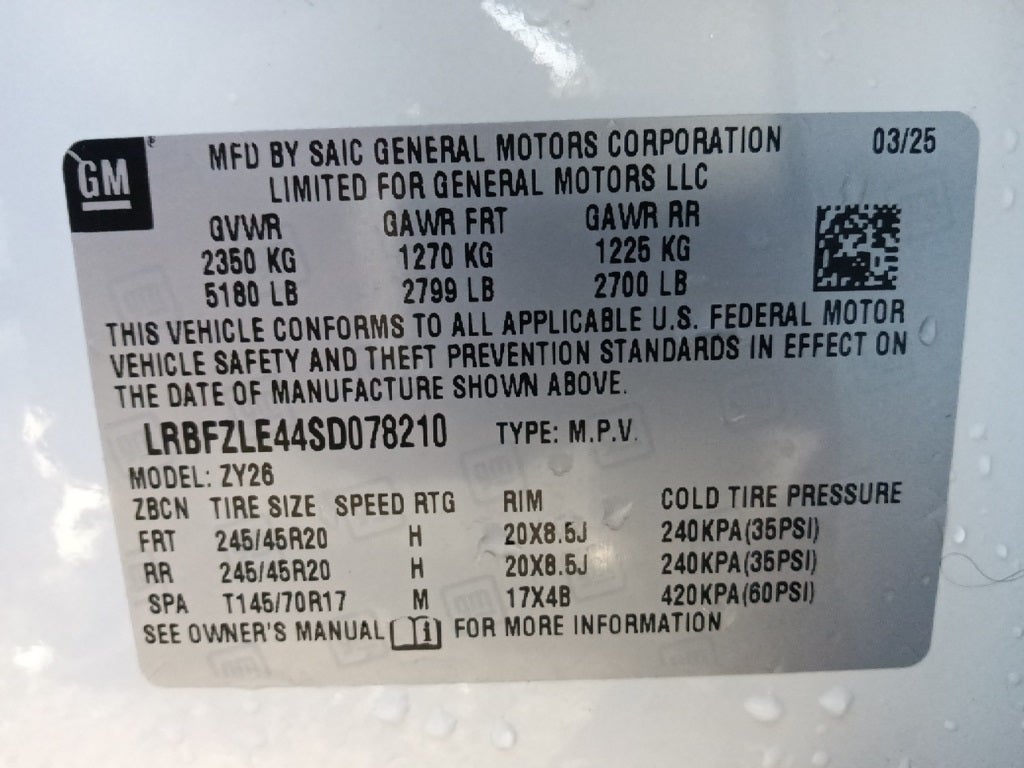 GM
MFD BY SAIC GENERAL MOTORS CORPORATION 03/25
LIMITED FOR GENERAL MOTORS LLC
GVWR GAWR FRT GAWR RR
2350 KG 1270 KG 1225 KG
5180 LB 2799 LB 2700 LB
THIS VEHICLE CONFORMS TO ALL APPLICABLE U.S. FEDERAL MOTOR
VEHICLE SAFETY AND THEFT PREVENTION STANDARDS IN EFFECT ON
THE DATE OF MANUFACTURE SHOWN ABOVE.
LRBFZLE44SD078210 TYPE: M.P.V.
MODEL: ZY26
ZBCN TIRE SIZE SPEED RTG RIM COLD TIRE PRESSURE
FRT 245/45R20 H 20X8.5J 240KPA(35PSI)
RR 245/45R20 H 20X8.5J 240KPA(35PSI)
SPA T145/70R17 M 17X4B 420KPA(60PSI)
SEE OWNER'S MANUAL FOR MORE INFORMATION